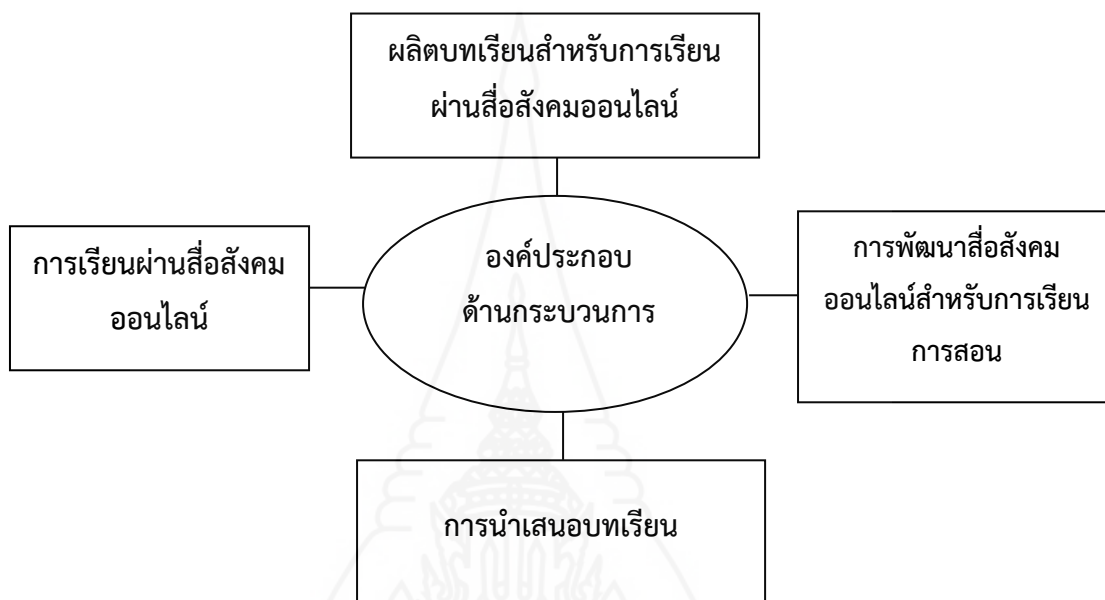 ผลิตบทเรียนสำหรับการเรียน
ผ่านสื่อสังคมออนไลน์
การเรียนผ่านสื่อสังคม
ออนไลน์
องค์ประกอบ
ด้านกระบวนการ
การพัฒนาสื่อสังคม
ออนไลน์สำหรับการเรียน
การสอน
การนำเสนอบทเรียน